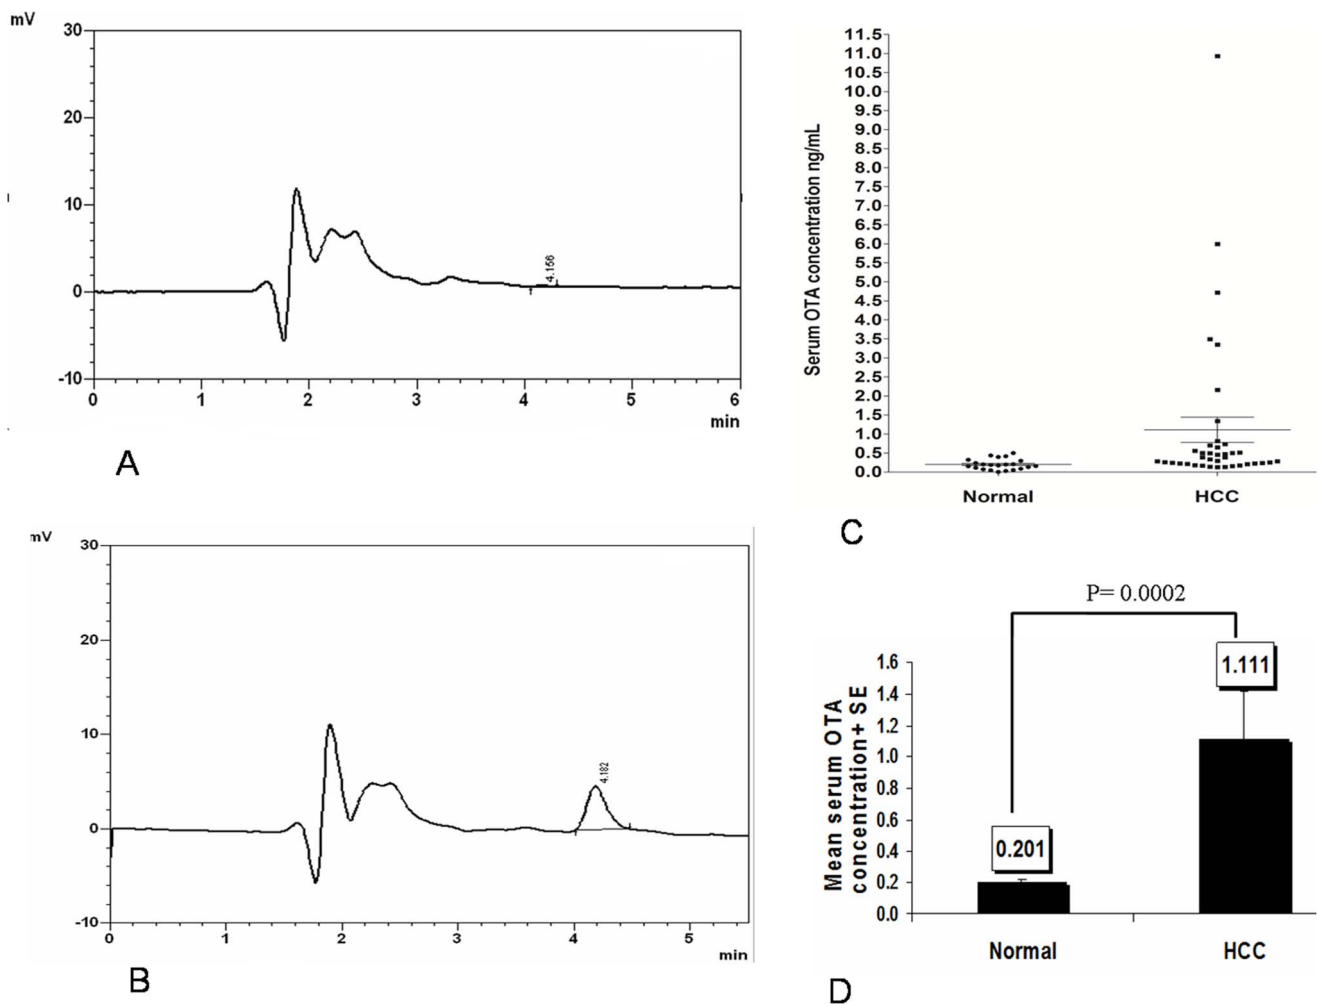 mV
30
20
10
0
-10
0 1 2 3 4 5 6
min
4.156
A
mV
30
20
10
0
-10
0 1 2 3 4 5
min
4.182
B
Serum OTA concentration ng/mL
11.5
11.0
10.5
10.0
9.5
9.0
8.5
8.0
7.5
7.0
6.5
6.0
5.5
5.0
4.5
4.0
3.5
3.0
2.5
2.0
1.5
1.0
0.5
0.0
Normal HCC
C
P= 0.0002
Mean serum OTA
concentration+ SE
1.6
1.4
1.2
1.0
0.8
0.6
0.4
0.2
0.0
0.201
1.111
Normal HCC
D